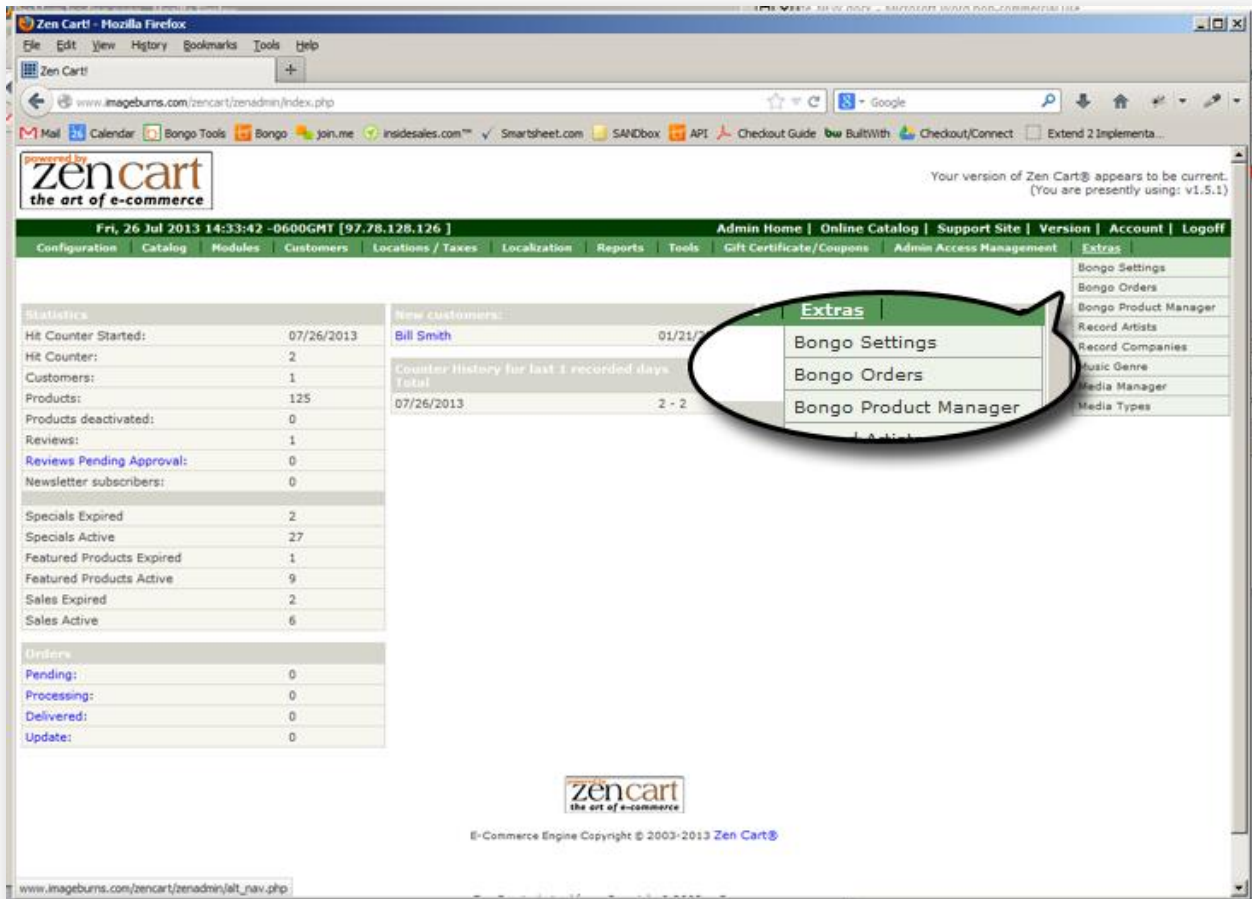 Zen Cart! - Mozilla Firefox
File Edit View History Bookmarks Tools Help
Zen Cart!
www.imageburns.com/zencart/zenadmin/index.php
Google
Mail Calendar Bongo Tools Bongo join.me insidesales.com™ Smartsheet.com SANDbox API Checkout Guide BuiltWith Checkout/Connect Extend 2 Implementa...
powered by
zen cart
the art of e-commerce
Your version of Zen Cart® appears to be current.
(You are presently using: v1.5.1)
Fri, 26 Jul 2013 14:33:42 -0600GMT [97.78.128.126 ]
Admin Home | Online Catalog | Support Site | Version | Account | Logoff
Configuration Catalog Modules Customers Locations / Taxes Localization Reports Tools Gift Certificate/Coupons Admin Access Management Extras
Bongo Settings
Bongo Orders
Bongo Product Manager
Record Artists
Record Companies
Music Genre
Media Manager
Media Types
Extras
Bongo Settings
Bongo Orders
Bongo Product Manager
Statistics
Hit Counter Started: 07/26/2013
Hit Counter: 2
Customers: 1
Products: 125
Products deactivated: 0
Reviews: 1
Reviews Pending Approval: 0
Newsletter subscribers: 0
Specials Expired 2
Specials Active 27
Featured Products Expired 1
Featured Products Active 9
Sales Expired 2
Sales Active 6
Orders
Pending: 0
Processing: 0
Delivered: 0
Update: 0
New customers:
Bill Smith 01/21/
Counter History for last 1 recorded days
Total
07/26/2013 2 - 2
powered by
zen cart
the art of e-commerce
E-Commerce Engine Copyright © 2003-2013 Zen Cart®
www.imageburns.com/zencart/zenadmin/alt_nav.php